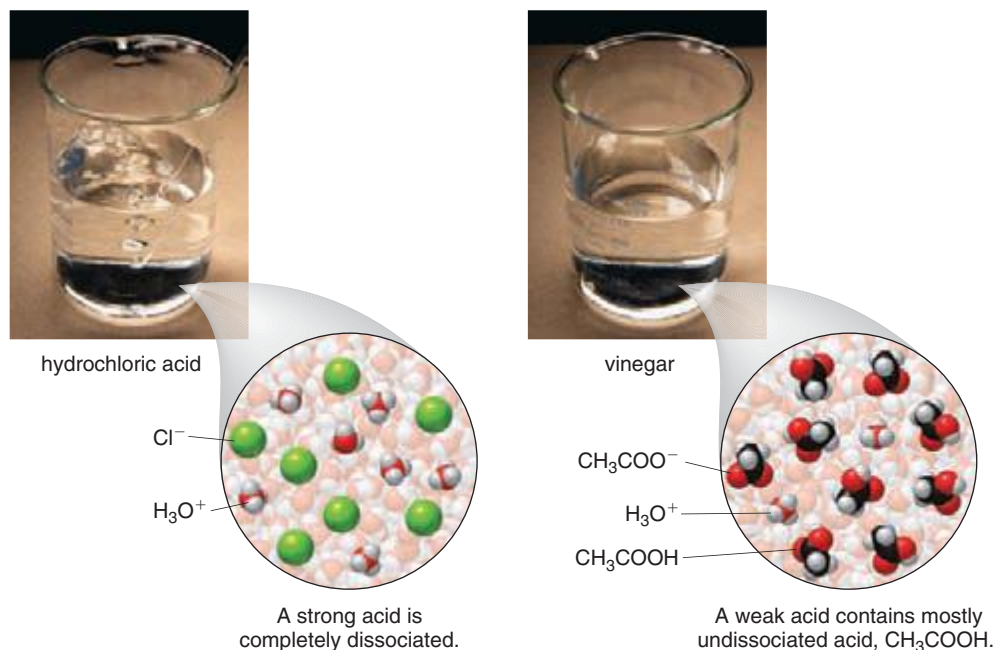 hydrochloric acid
Cl⁻
H₃O⁺
A strong acid is
completely dissociated.
vinegar
CH₃COO⁻
H₃O⁺
CH₃COOH
A weak acid contains mostly
undissociated acid, CH₃COOH.